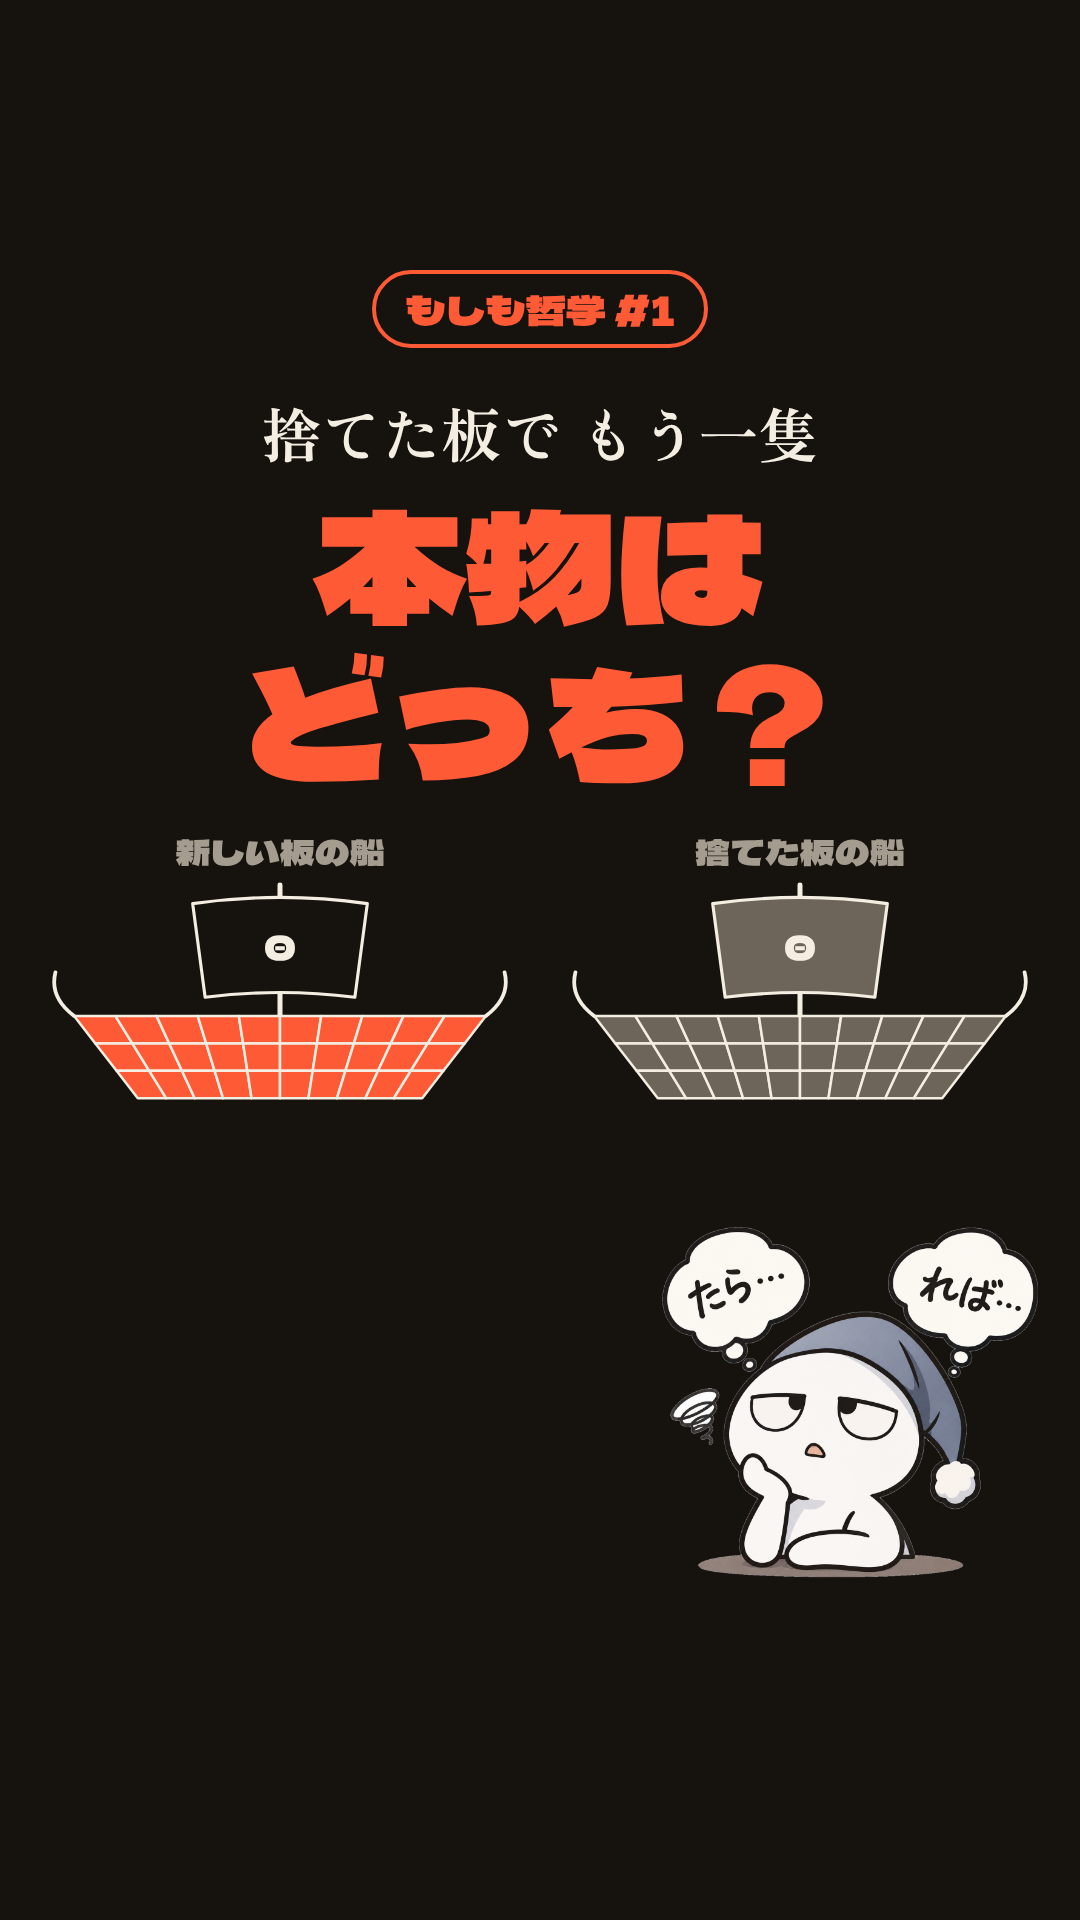 もしも哲学 #1
捨てた板で もう一隻
本物は
どっち？
新しい板の船
捨てた板の船
θ
θ
たら…
れば…